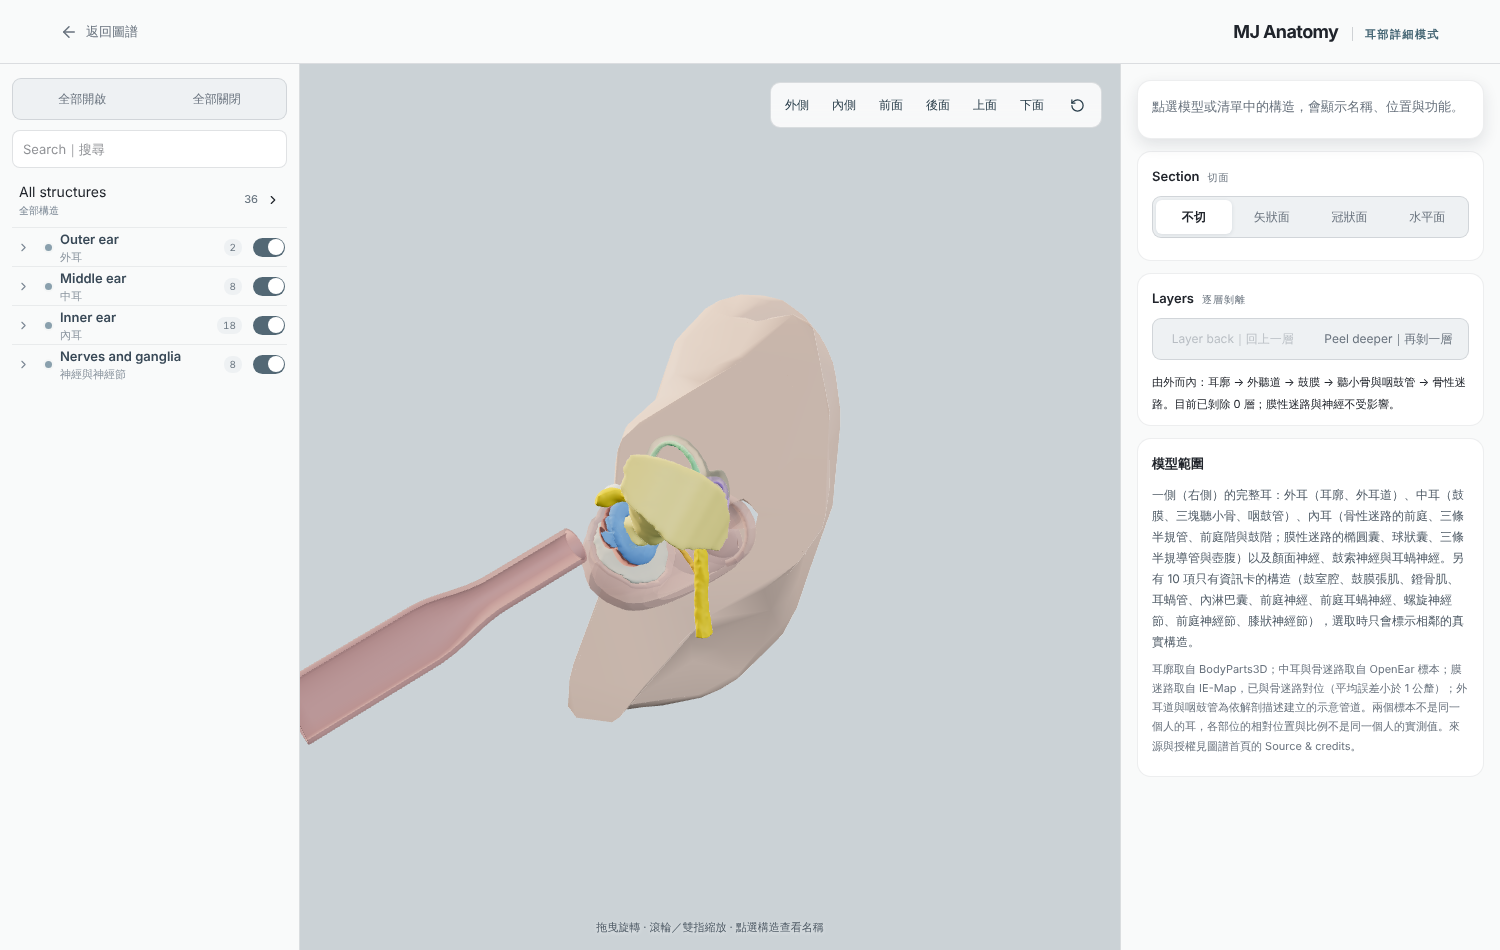 返回圖譜
MJ Anatomy
耳部詳細模式
全部開啟
全部關閉
Search｜搜尋
All structures
全部構造
36
Outer ear
外耳
2
Middle ear
中耳
8
Inner ear
內耳
18
Nerves and ganglia
神經與神經節
8
外側 內側 前面 後面 上面 下面
拖曳旋轉 · 滾輪／雙指縮放 · 點選構造查看名稱
點選模型或清單中的構造，會顯示名稱、位置與功能。
Section 切面
不切 矢狀面 冠狀面 水平面
Layers 逐層剝離
Layer back｜回上一層
Peel deeper｜再剝一層
由外而內：耳廓 → 外聽道 → 鼓膜 → 聽小骨與咽鼓管 → 骨性迷
路。目前已剝除 0 層；膜性迷路與神經不受影響。
模型範圍
一側（右側）的完整耳：外耳（耳廓、外耳道）、中耳（鼓
膜、三塊聽小骨、咽鼓管）、內耳（骨性迷路的前庭、三條
半規管、前庭階與鼓階；膜性迷路的橢圓囊、球狀囊、三條
半規導管與壺腹）以及顏面神經、鼓索神經與耳蝸神經。另
有 10 項只有資訊卡的構造（鼓室腔、鼓膜張肌、鐙骨肌、
耳蝸管、內淋巴囊、前庭神經、前庭耳蝸神經、螺旋神經
節、前庭神經節、膝狀神經節），選取時只會標示相鄰的真
實構造。
耳廓取自 BodyParts3D；中耳與骨迷路取自 OpenEar 標本；膜
迷路取自 IE-Map，已與骨迷路對位（平均誤差小於 1 公釐）；外
耳道與咽鼓管為依解剖描述建立的示意管道。兩個標本不是同一
個人的耳，各部位的相對位置與比例不是同一個人的實測值。來
源與授權見圖譜首頁的 Source & credits。